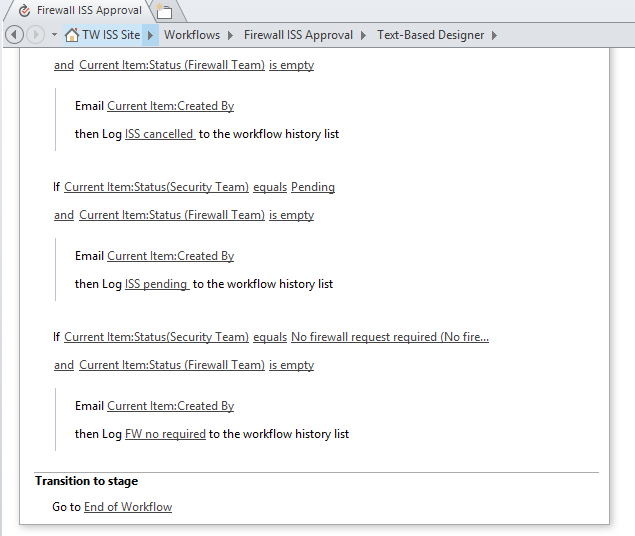 Firewall ISS Approval
TW ISS Site Workflows Firewall ISS Approval Text-Based Designer
and Current Item:Status (Firewall Team) is empty
Email Current Item:Created By
then Log ISS cancelled to the workflow history list
If Current Item:Status(Security Team) equals Pending
and Current Item:Status (Firewall Team) is empty
Email Current Item:Created By
then Log ISS pending to the workflow history list
If Current Item:Status(Security Team) equals No firewall request required (No fire...
and Current Item:Status (Firewall Team) is empty
Email Current Item:Created By
then Log FW no required to the workflow history list
Transition to stage
Go to End of Workflow